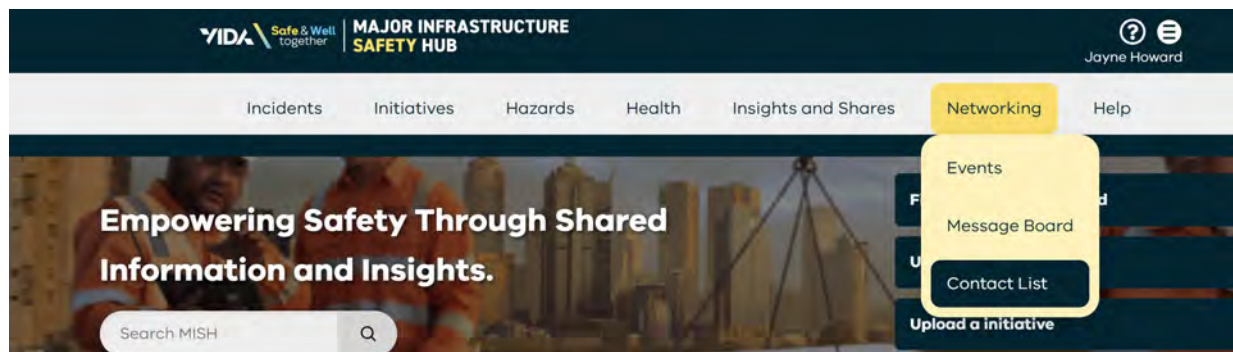 VIDA Safe & Well together MAJOR INFRASTRUCTURE SAFETY HUB
Jayne Howard
Incidents Initiatives Hazards Health Insights and Shares Networking Help
Events
Message Board
Contact List
Empowering Safety Through Shared
Information and Insights.
Search MISH
Upload a initiative